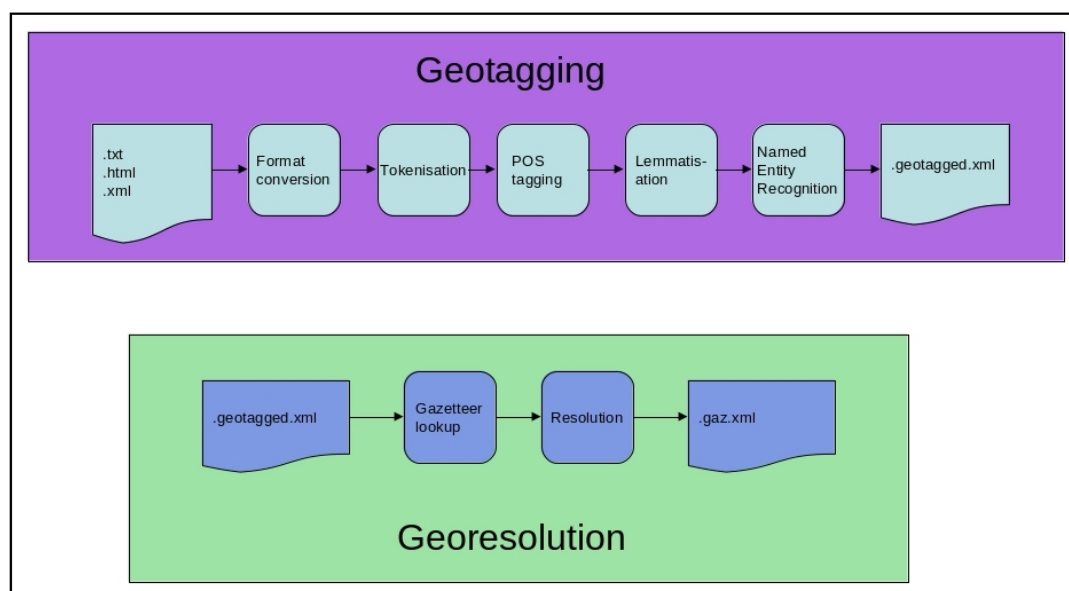 Geotagging
.txt
.html
.xml
Format
conversion
Tokenisation
POS
tagging
Lemmatis-
ation
Named
Entity
Recognition
.geotagged.xml
.geotagged.xml
Gazetteer
lookup
Resolution
.gaz.xml
Georesolution